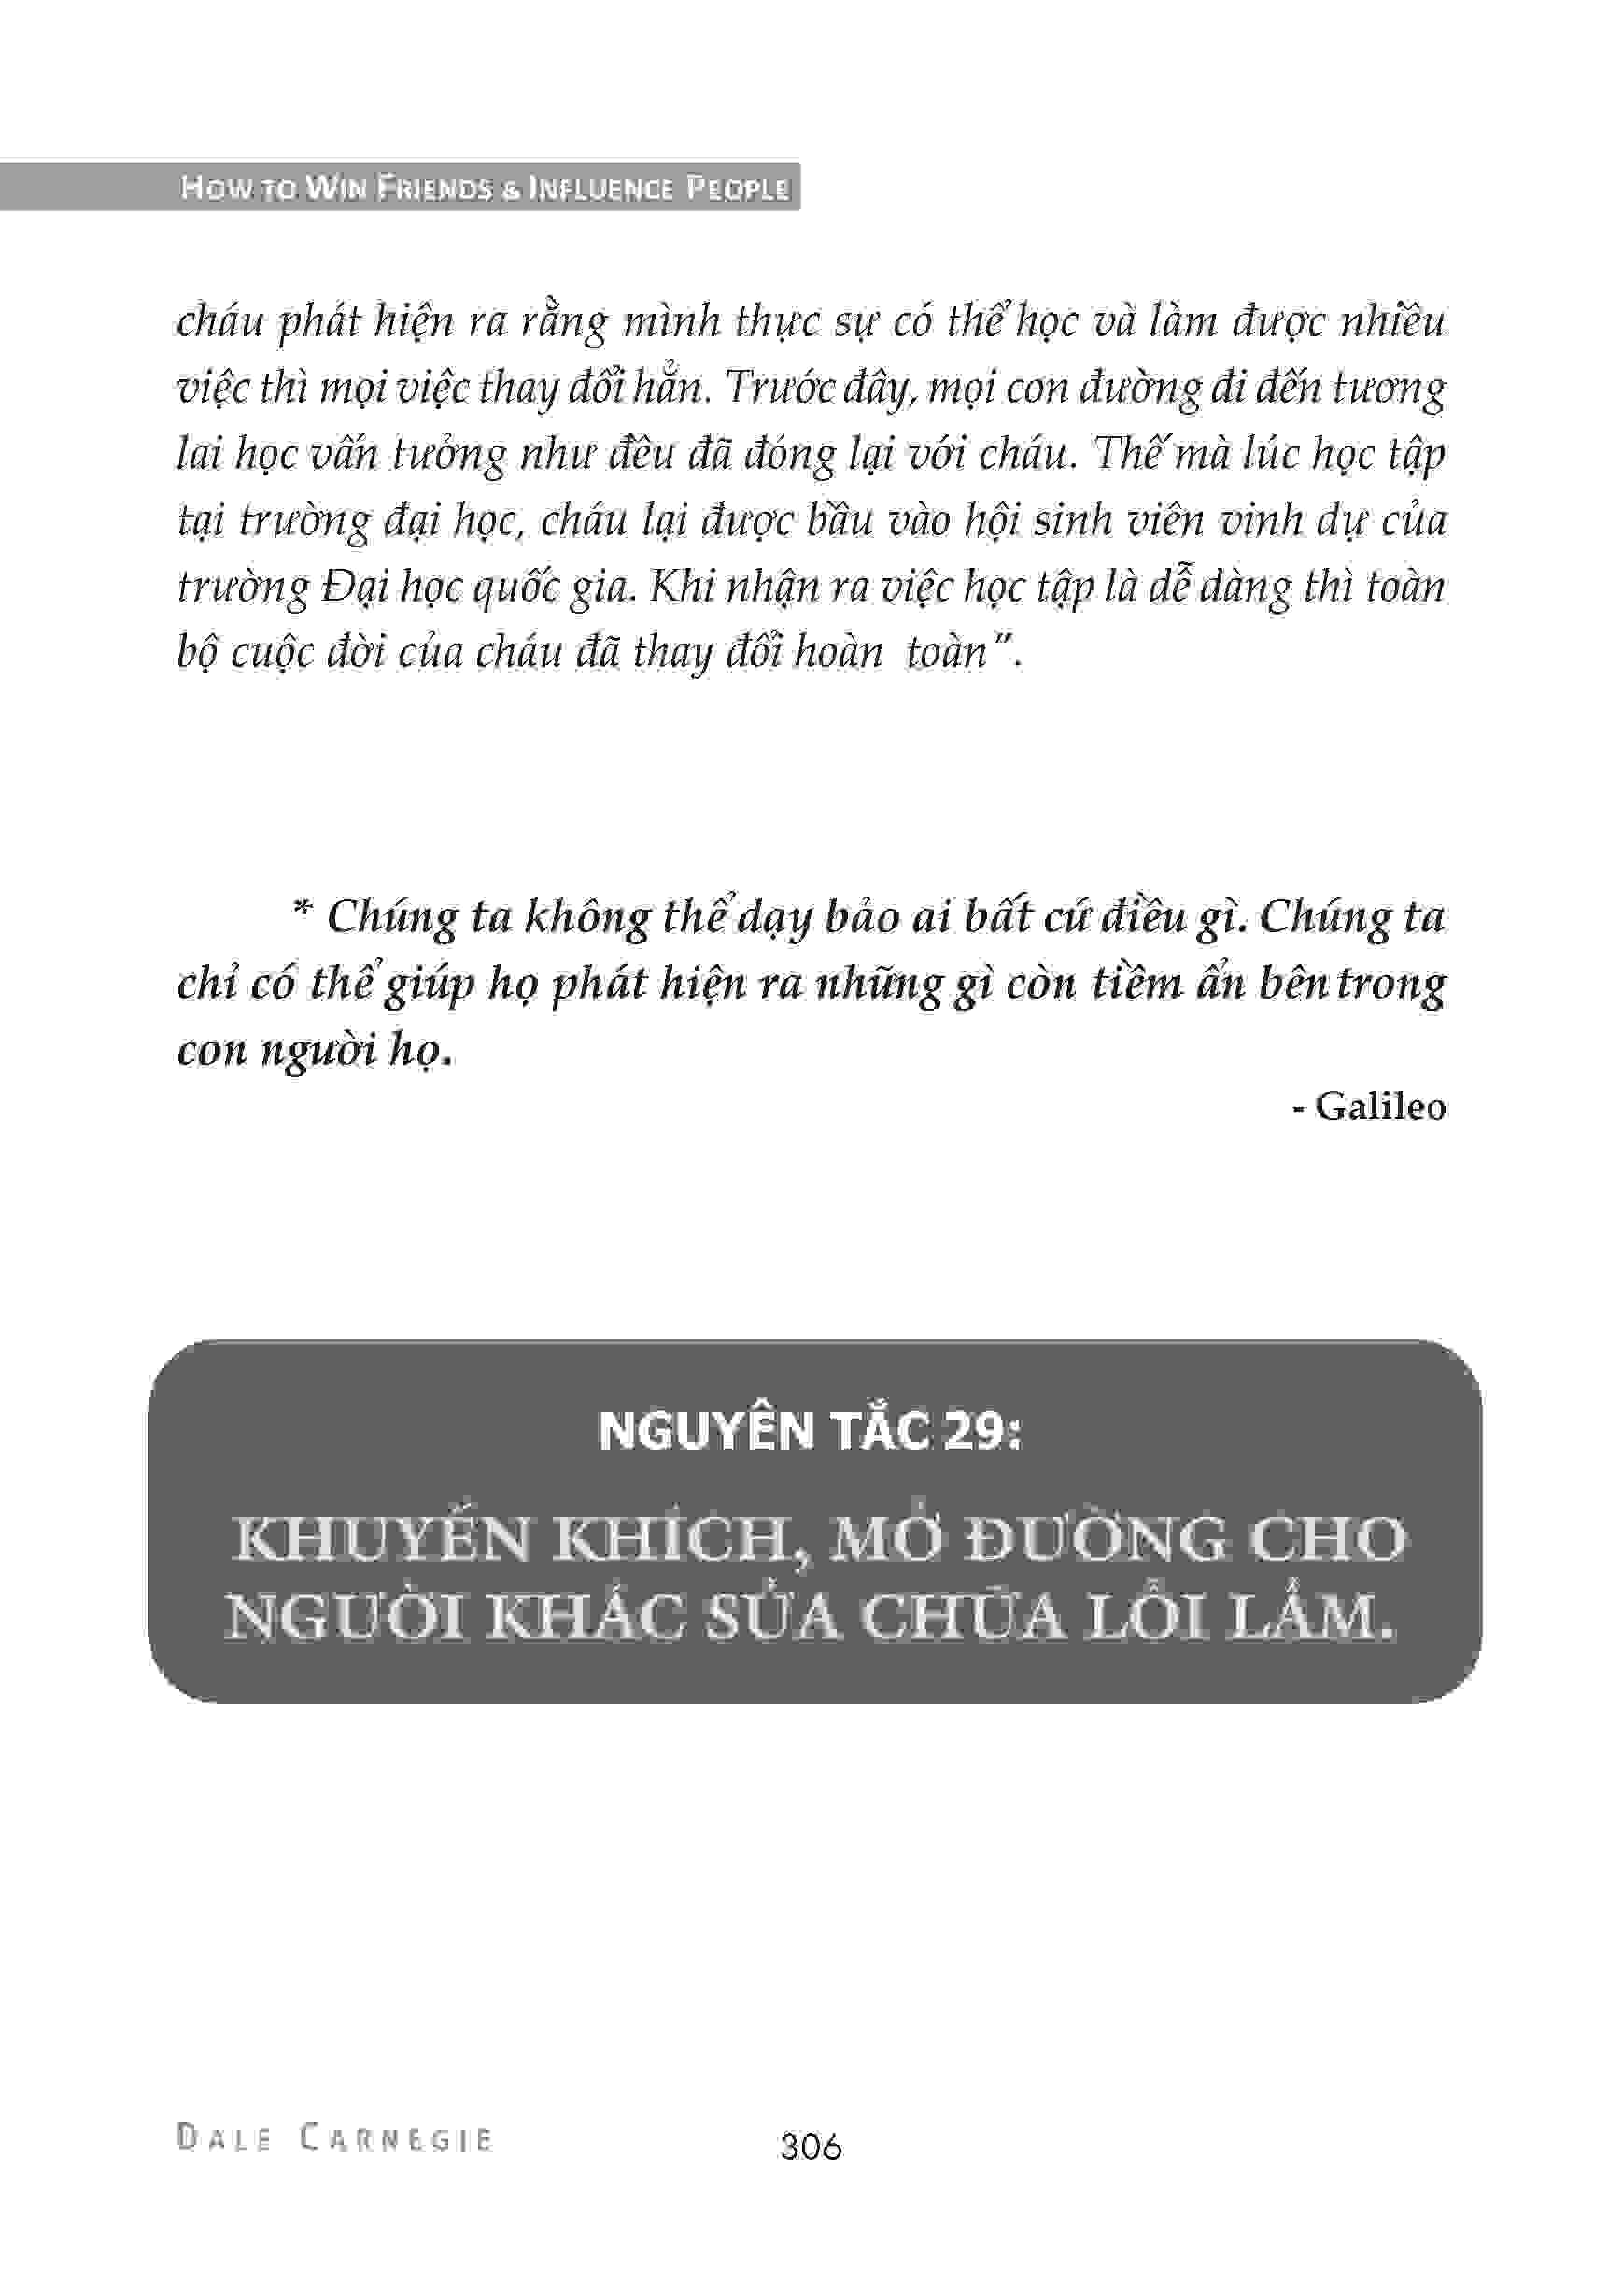 HOW TO WIN FRIENDS & INFLUENCE PEOPLE
cháu phát hiện ra rằng mình thực sự có thể học và làm được nhiều
việc thì mọi việc thay đổi hẳn. Trước đây, mọi con đường đi đến tương
lai học vấn tưởng như đều đã đóng lại với cháu. Thế mà lúc học tập
tại trường đại học, cháu lại được bầu vào hội sinh viên vinh dự của
trường Đại học quốc gia. Khi nhận ra việc học tập là dễ dàng thì toàn
bộ cuộc đời của cháu đã thay đổi hoàn toàn”.
* Chúng ta không thể dạy bảo ai bất cứ điều gì. Chúng ta
chỉ có thể giúp họ phát hiện ra những gì còn tiềm ẩn bên trong
con người họ.
- Galileo
NGUYÊN TẮC 29:
KHUYẾN KHÍCH, MỞ ĐƯỜNG CHO
NGƯỜI KHÁC SỬA CHỮA LỖI LẦM.
DALE CARNEGIE
306